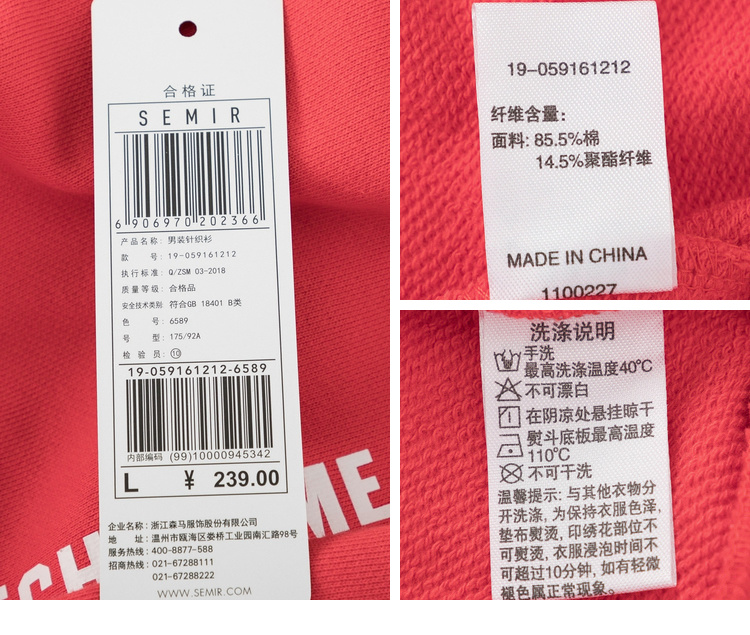 合格证
SEMIR
6 906970 202366
产品名称: 男装针织衫
款 号: 19-059161212
执行标准: Q/ZSM 03-2018
质量等级: 合格品
安全技术类别: 符合GB 18401 B类
色 号: 6589
号 型: 175/92A
检 验 员: ⑩
19-059161212-6589
内部编码 (99)10000945342
L ¥ 239.00
企业名称: 浙江森马服饰股份有限公司
地 址: 温州市瓯海区娄桥工业园南汇路98号
服务热线: 400-8877-588
招商热线: 021-67288111
021-67288222
WWW.SEMIR.COM
ME
19-059161212
纤维含量:
面料: 85.5%棉
14.5%聚酯纤维
MADE IN CHINA
1100227
洗涤说明
手洗
最高洗涤温度40℃
不可漂白
在阴凉处悬挂晾干
熨斗底板最高温度
110℃
不可干洗
温馨提示: 与其他衣物分
开洗涤, 为保持衣服色泽,
垫布熨烫, 印绣花部位不
可熨烫, 衣服浸泡时间不
可超过10分钟, 如有轻微
褪色属正常现象。